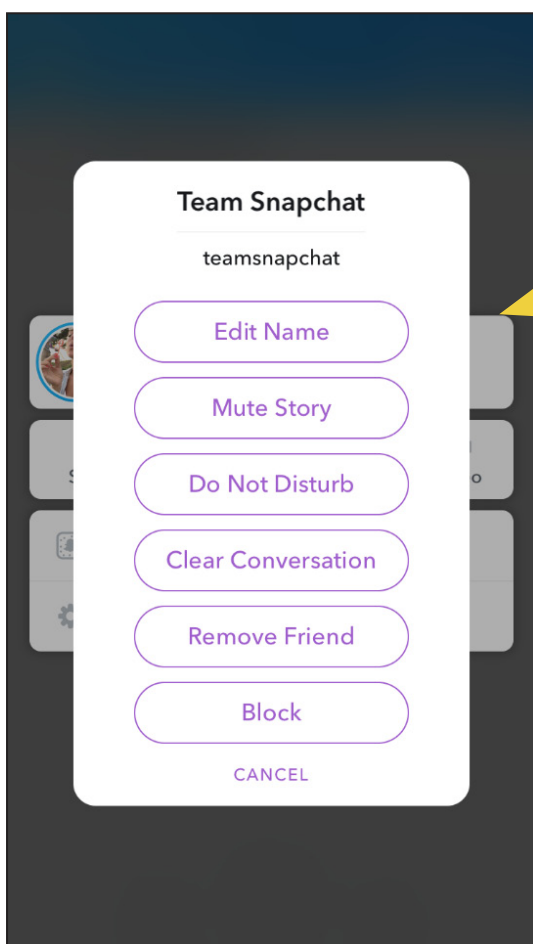 Team Snapchat
teamsnapchat
Edit Name
Mute Story
Do Not Disturb
Clear Conversation
Remove Friend
Block
CANCEL